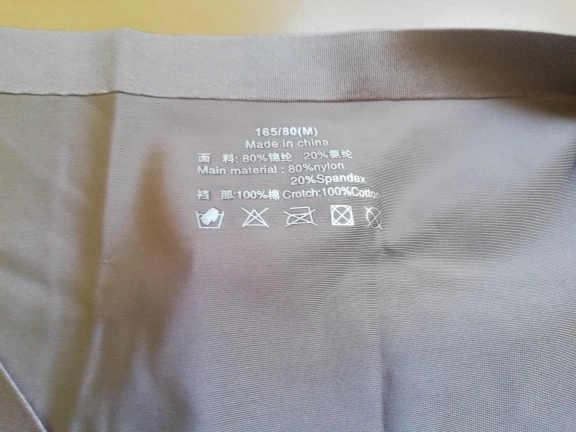 165/80(M)
Made in china
面 料: 80%锦纶 20%氨纶
Main material : 80%nylon
20%Spandex
裆 部:100%棉 Crotch:100%Cotton